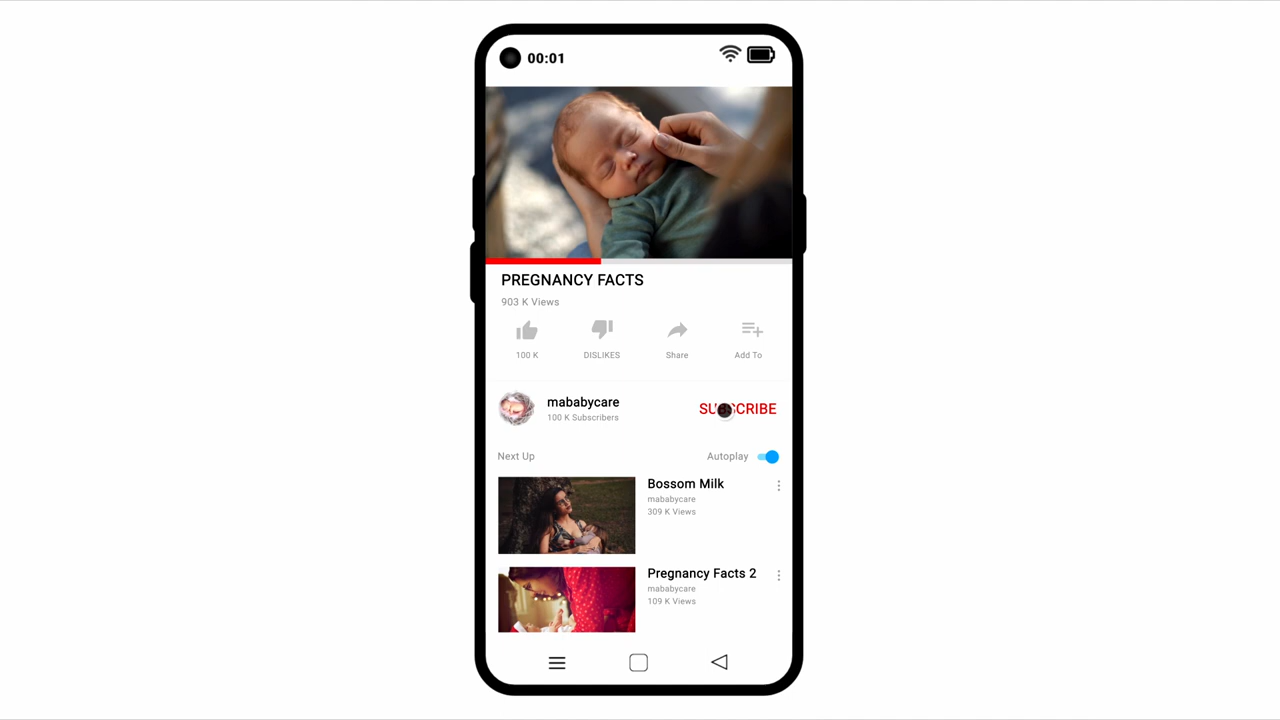 00:01
PREGNANCY FACTS
903 K Views
100 K
DISLIKES
Share
Add To
mababycare
100 K Subscribers
SUBSCRIBE
Next Up
Autoplay
Bossom Milk
mababycare
309 K Views
Pregnancy Facts 2
mababycare
109 K Views